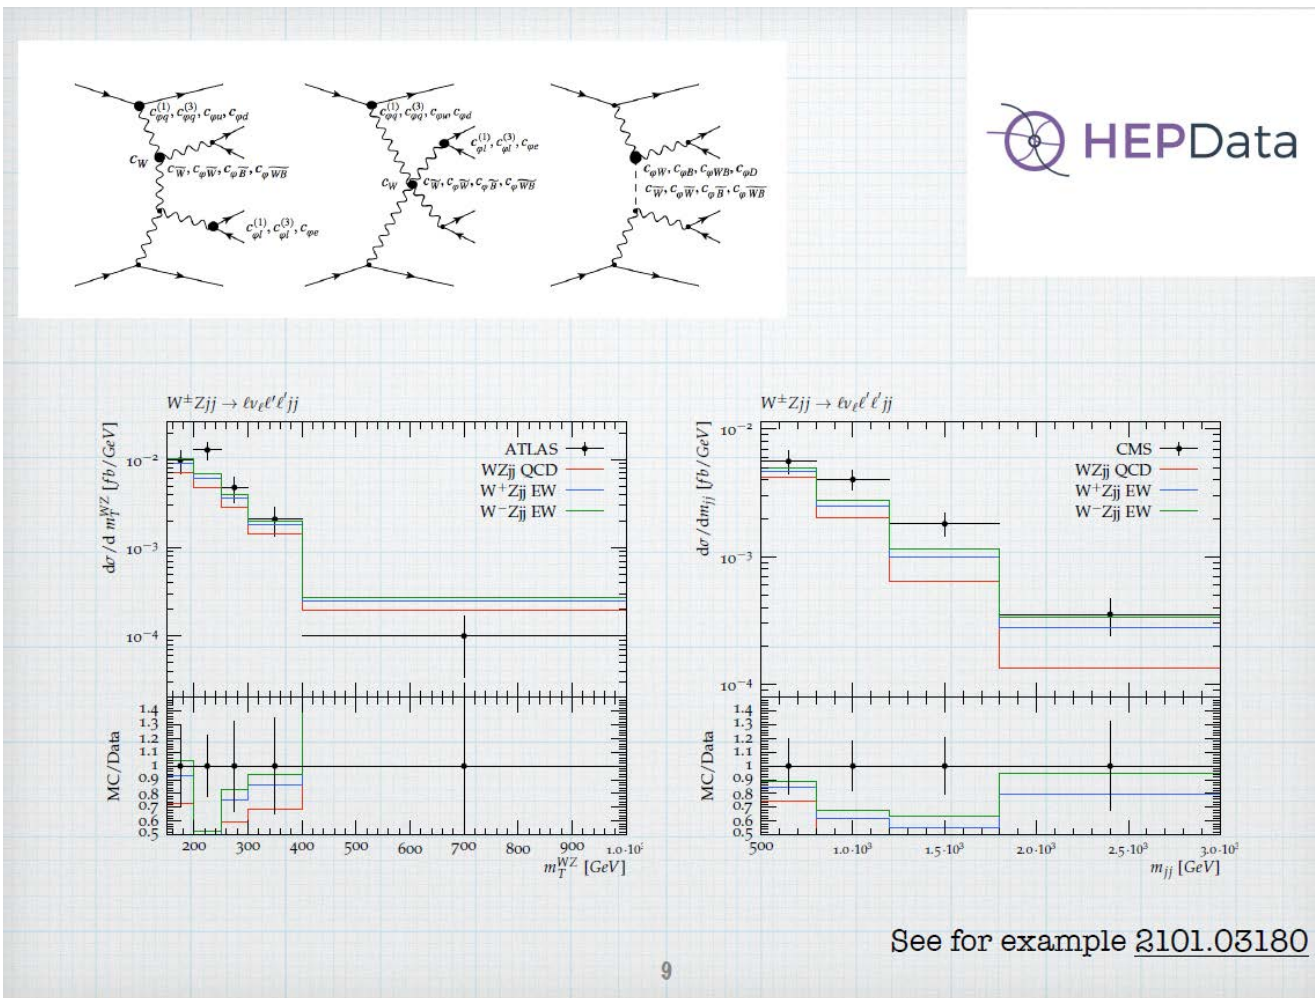 c_{φq}^{(1)}, c_{φq}^{(3)}, c_{φu}, c_{φd}
c_W
c_{\widetilde{W}}, c_{φ\widetilde{W}}, c_{φ\widetilde{B}}, c_{φ\widetilde{WB}}
c_{φl}^{(1)}, c_{φl}^{(3)}, c_{φe}
c_{φq}^{(1)}, c_{φq}^{(3)}, c_{φu}, c_{φd}
c_{φl}^{(1)}, c_{φl}^{(3)}, c_{φe}
c_W
c_{\widetilde{W}}, c_{φ\widetilde{W}}, c_{φ\widetilde{B}}, c_{φ\widetilde{WB}}
c_{φW}, c_{φB}, c_{φWB}, c_{φD}
c_{\widetilde{W}}, c_{φ\widetilde{W}}, c_{φ\widetilde{B}}, c_{φ\widetilde{WB}}
HEPData
W^±Zjj → ℓν_ℓℓ'ℓ'jj
dσ/d m_T^{WZ} [fb/GeV]
10^{−2}
10^{−3}
10^{−4}
ATLAS
WZjj QCD
W^+Zjj EW
W^−Zjj EW
MC/Data
1.4
1.3
1.2
1.1
1
0.9
0.8
0.7
0.6
0.5
200 300 400 500 600 700 800 900
m_T^{WZ} [GeV]
W^±Zjj → ℓν_ℓℓ'ℓ'jj
dσ/dm_{jj} [fb/GeV]
10^{−2}
10^{−3}
10^{−4}
CMS
WZjj QCD
W^+Zjj EW
W^−Zjj EW
MC/Data
1.4
1.3
1.2
1.1
1
0.9
0.8
0.7
0.6
0.5
500 1.0·10^3 1.5·10^3 2.0·10^3 2.5·10^3
m_{jj} [GeV]
See for example 2101.03180
9